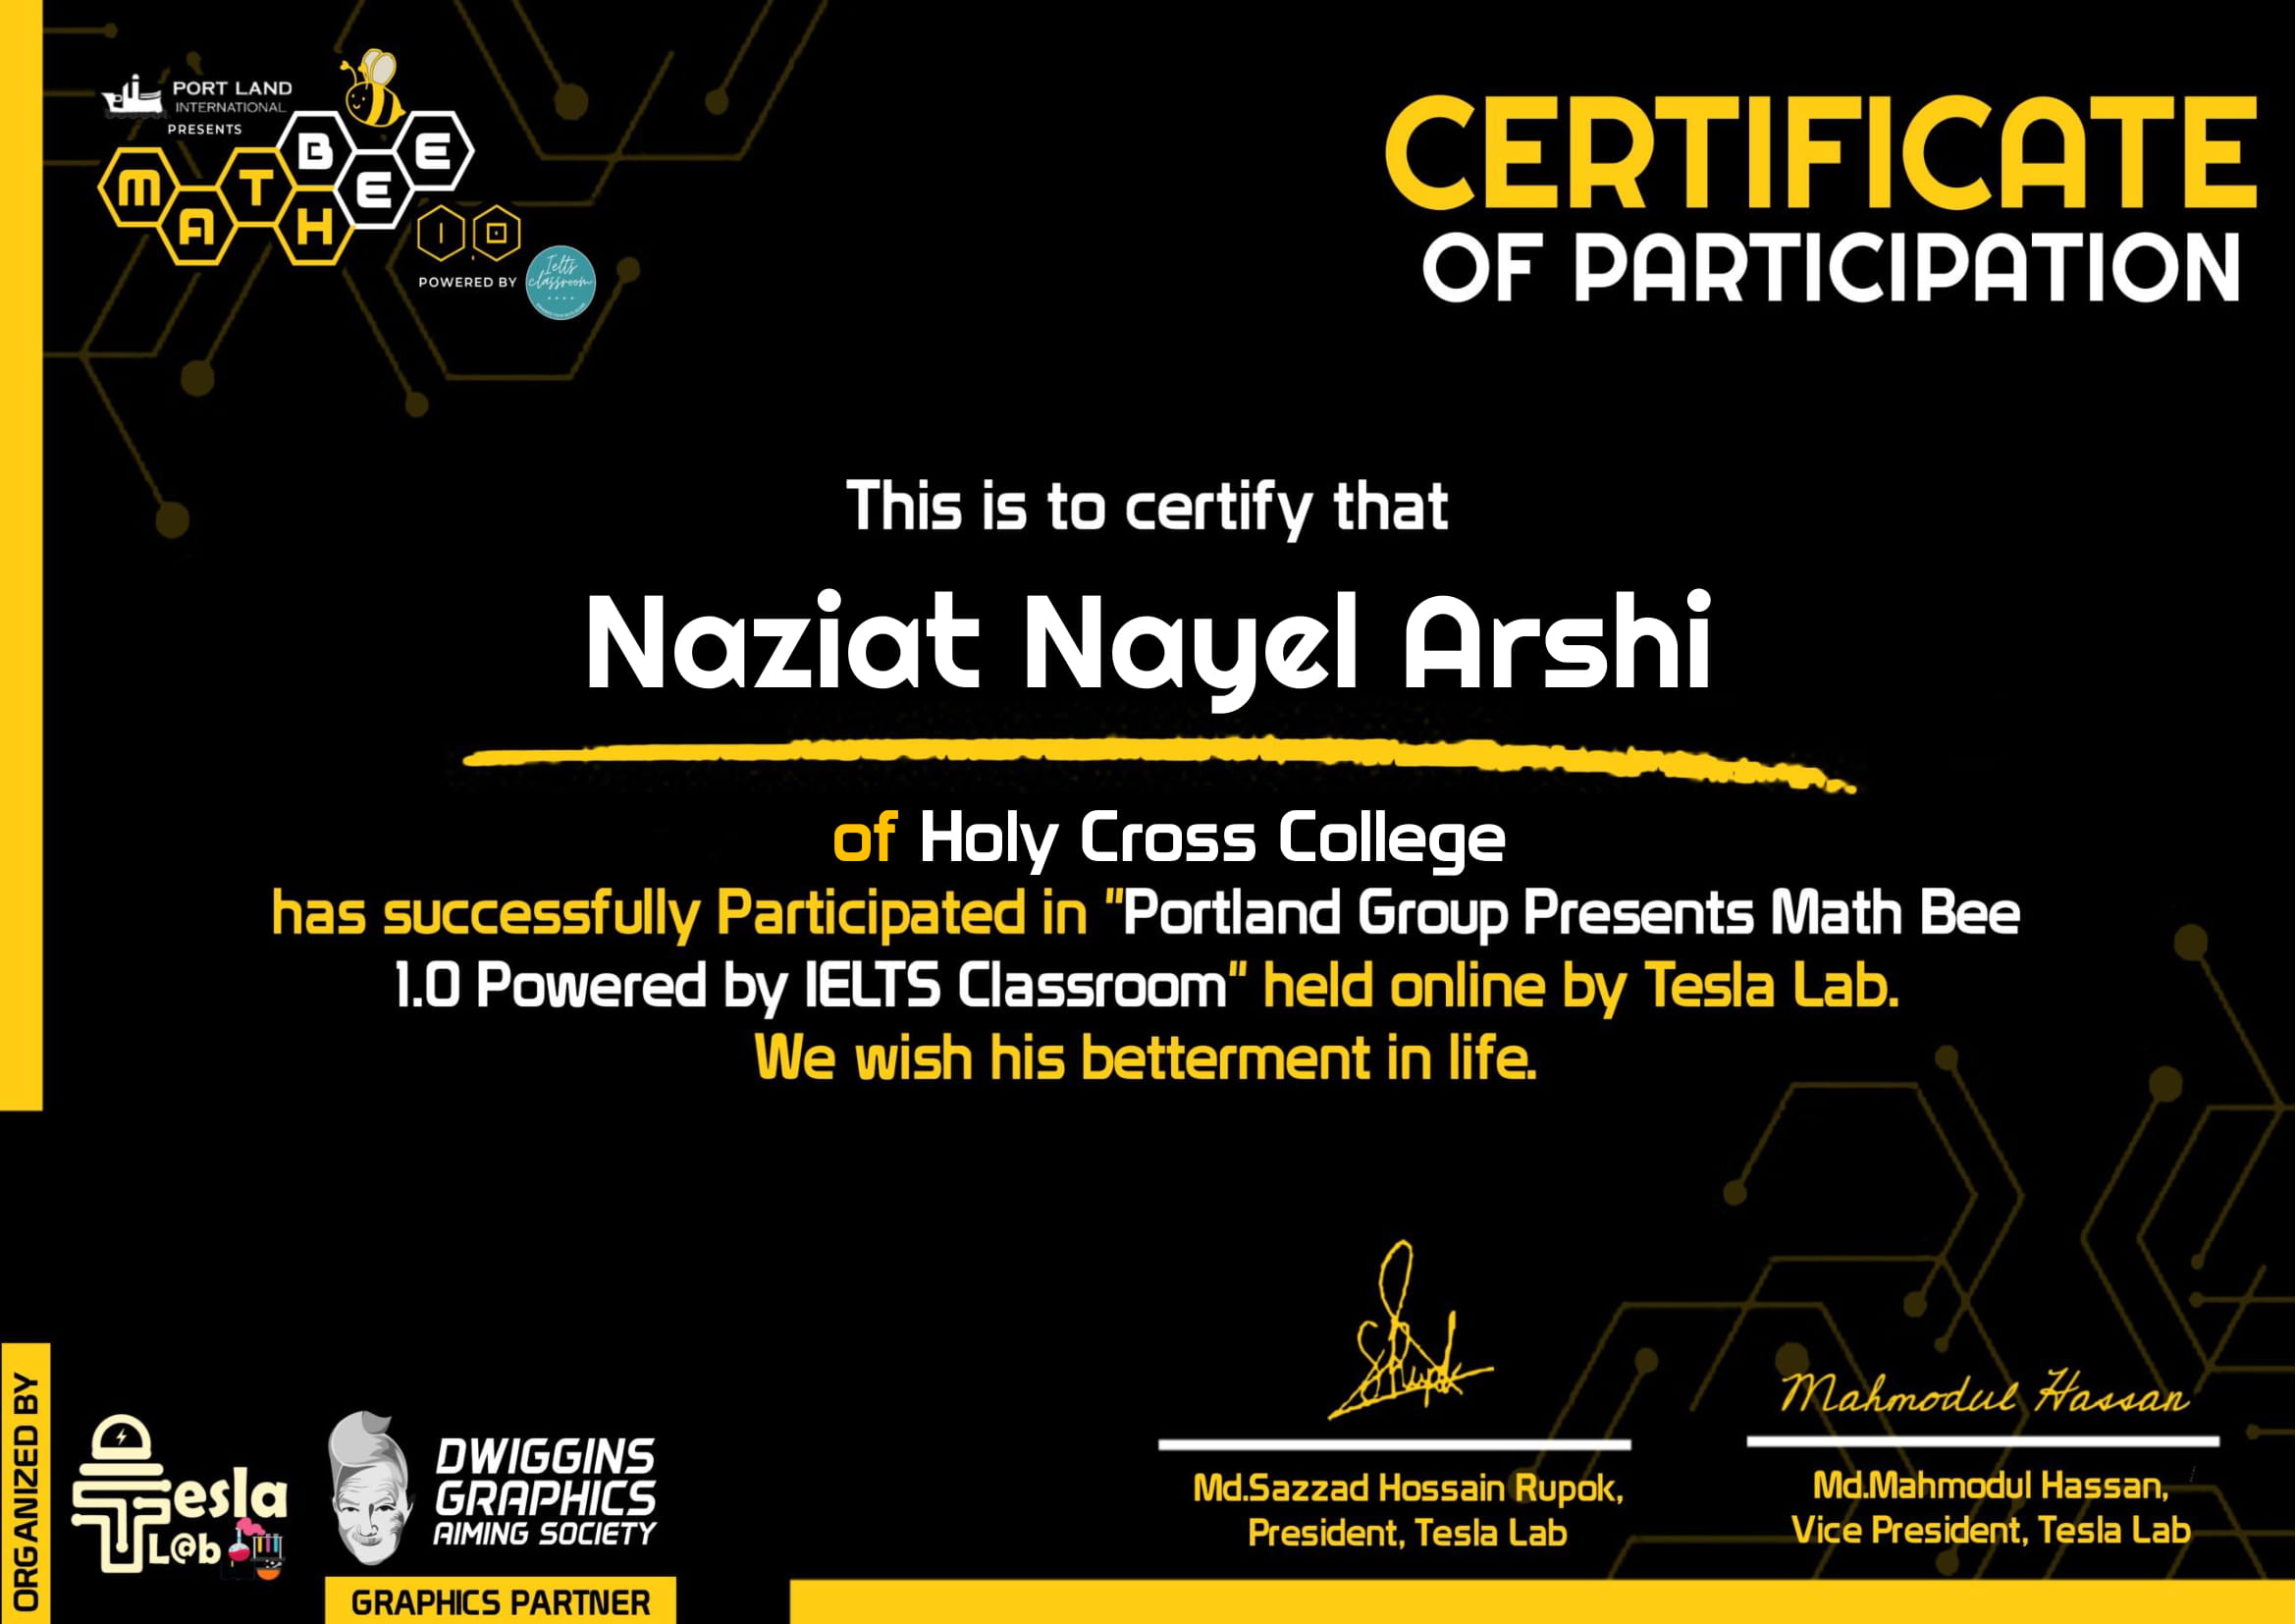 PORT LAND
INTERNATIONAL
PRESENTS
MATH BEE
1.0
POWERED BY
Ielts
classroom
CERTIFICATE
OF PARTICIPATION
This is to certify that
Naziat Nayel Arshi
of Holy Cross College
has successfully Participated in "Portland Group Presents Math Bee
1.0 Powered by IELTS Classroom" held online by Tesla Lab.
We wish his betterment in life.
ORGANIZED BY
Tesla
L@b
DWIGGINS
GRAPHICS
AIMING SOCIETY
GRAPHICS PARTNER
Md.Sazzad Hossain Rupok,
President, Tesla Lab
Mahmodul Hassan
Md.Mahmodul Hassan,
Vice President, Tesla Lab